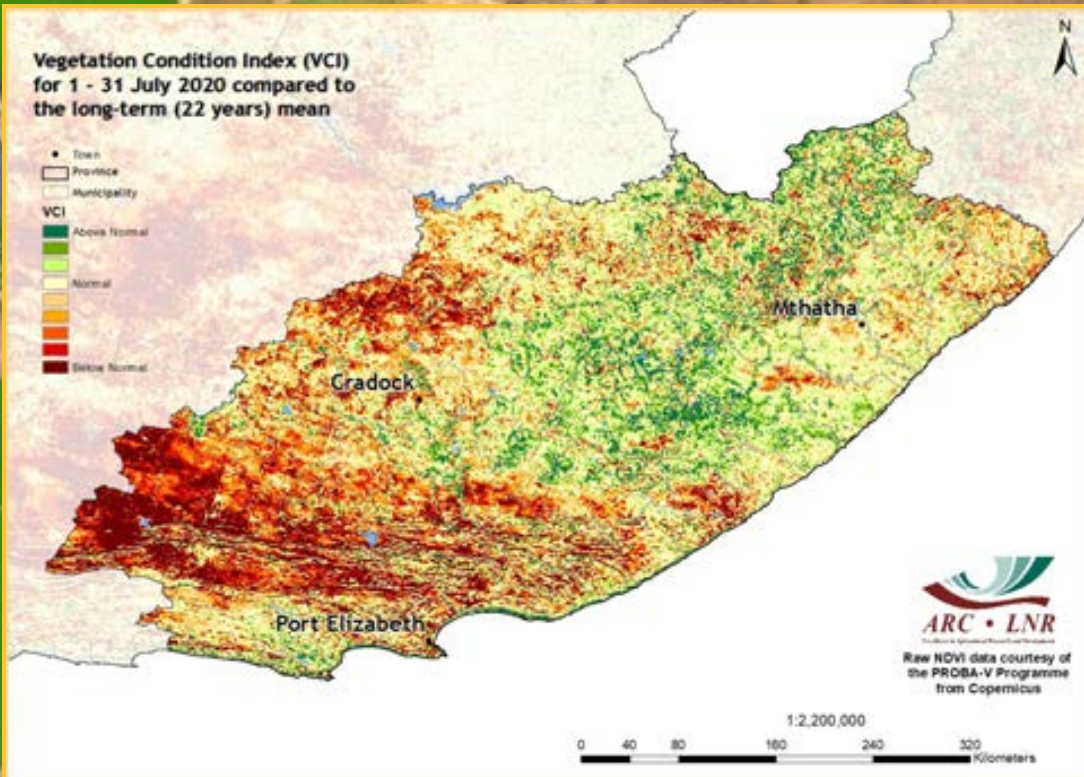 Vegetation Condition Index (VCI)
for 1 - 31 July 2020 compared to
the long-term (22 years) mean
N
Town
Province
Municipality
VCI
Above Normal
Normal
Below Normal
Mthatha
Cradock
Port Elizabeth
ARC • LNR
Raw NDVI data courtesy of
the PROBA-V Programme
from Copernicus
1:2,200,000
0 40 80 160 240 320
Kilometers